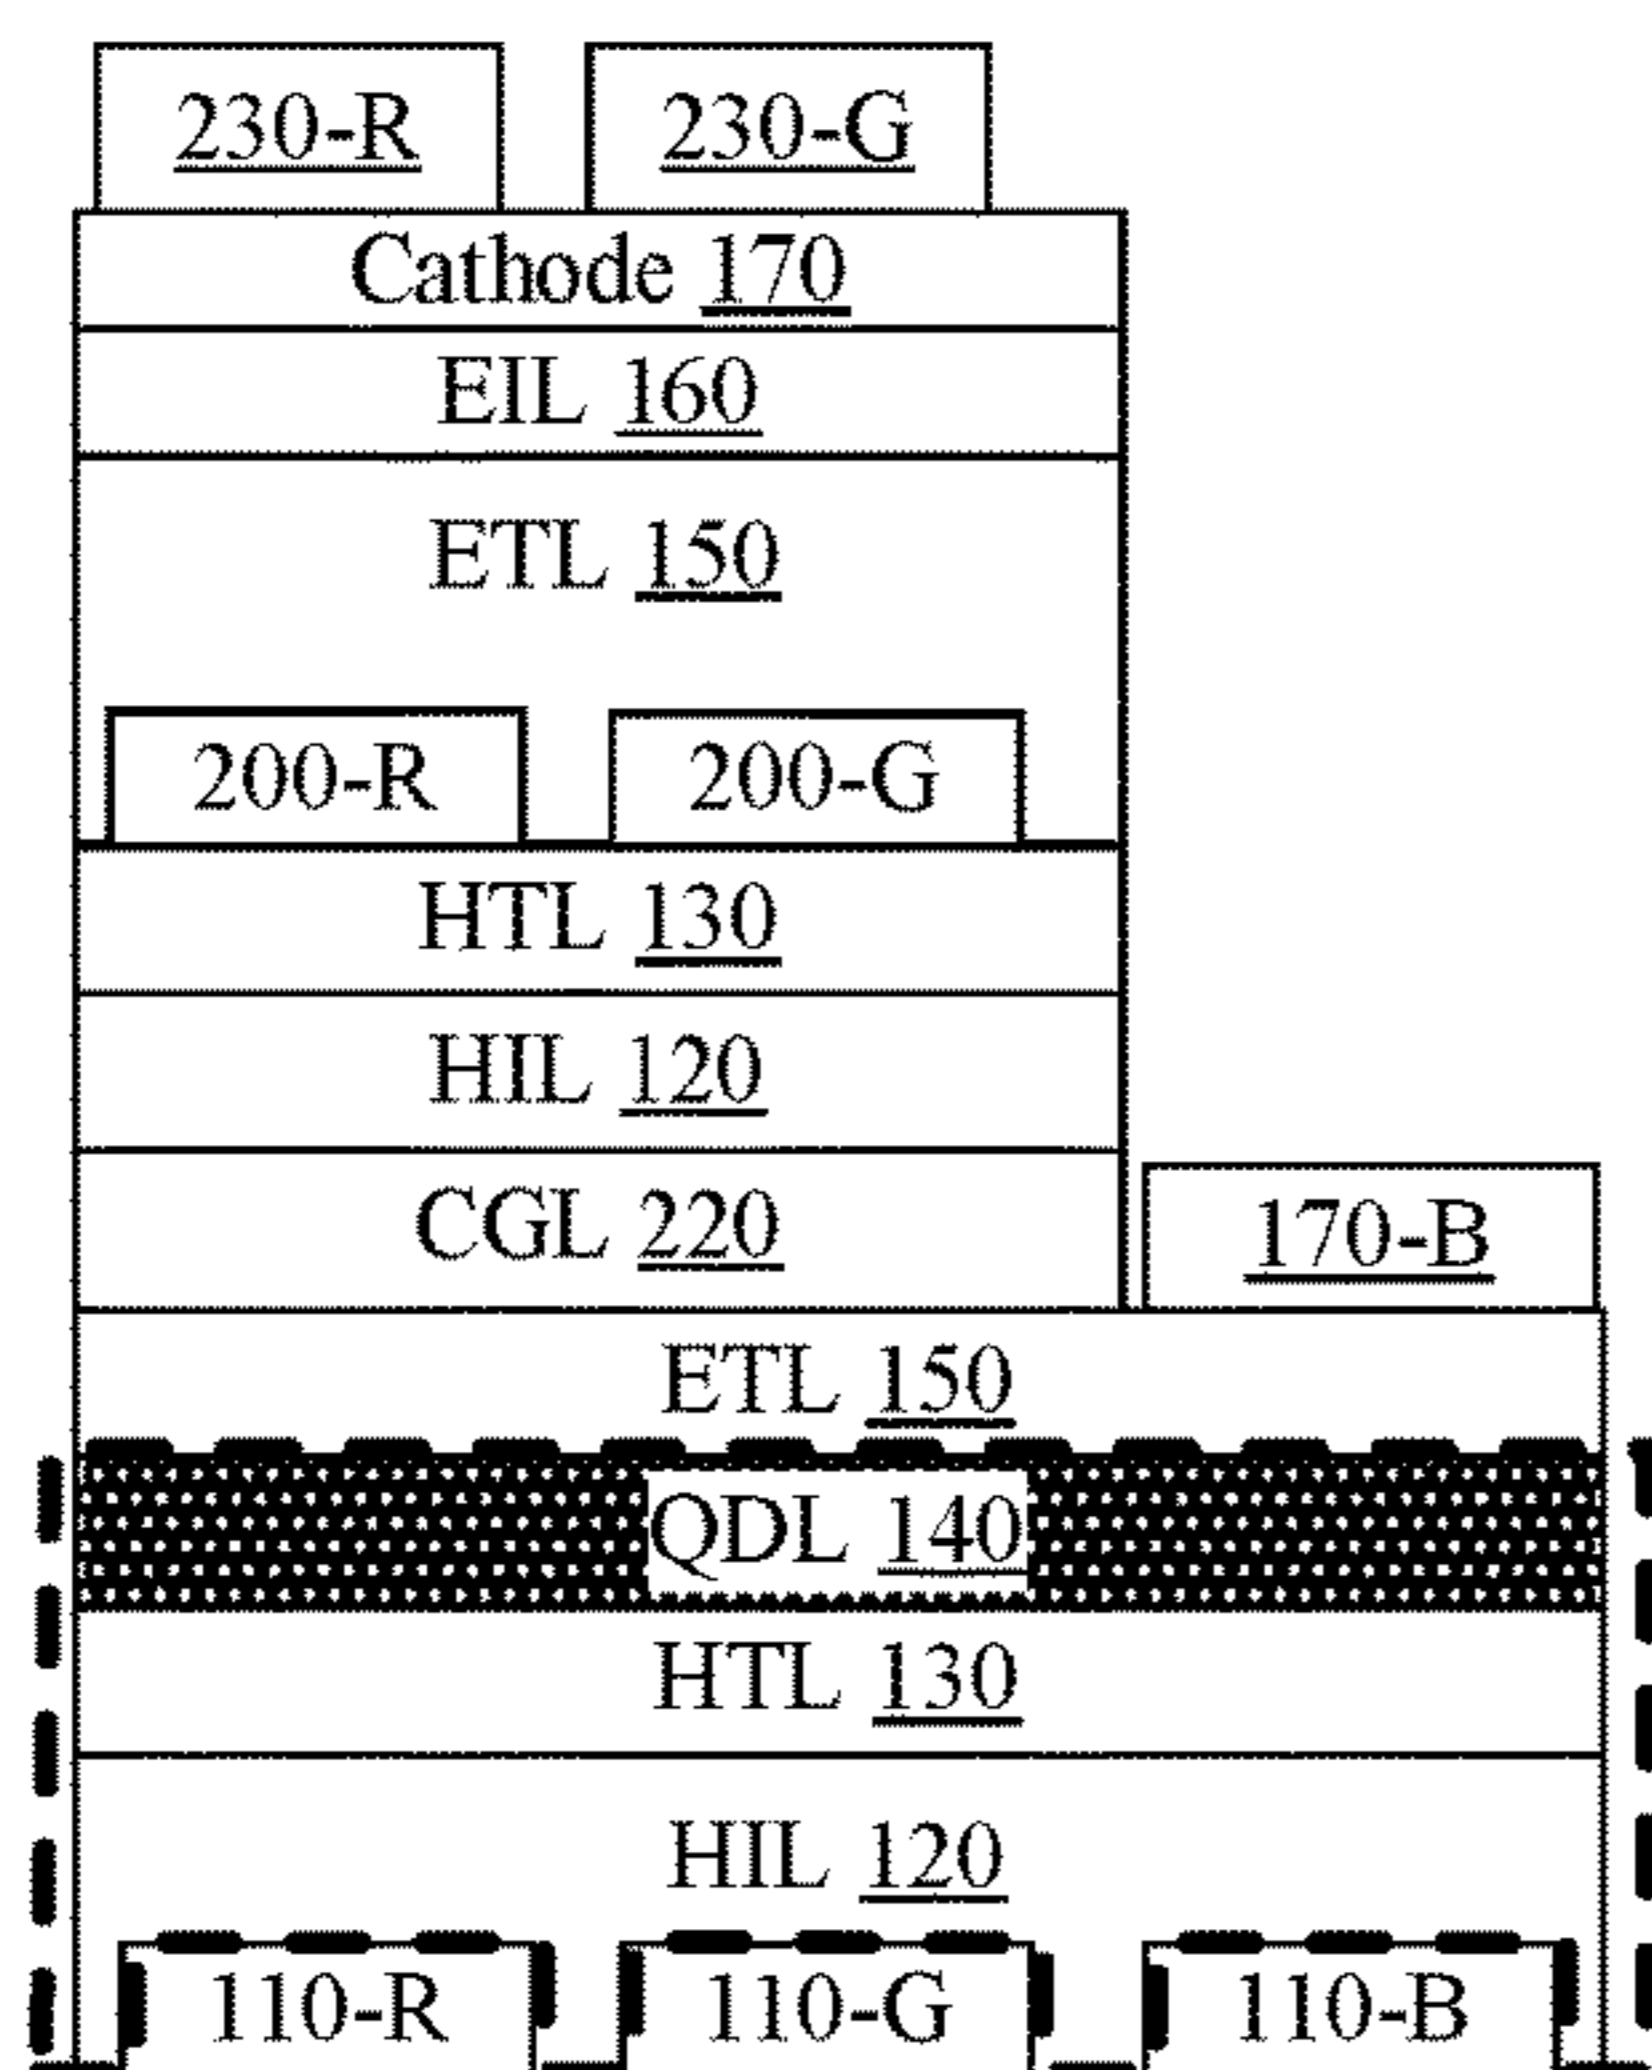 230-R 230-G
Cathode 170
EIL 160
ETL 150
200-R 200-G
HTL 130
HIL 120
CGL 220
170-B
ETL 150
QDL 140
HTL 130
HIL 120
110-R 110-G 110-B